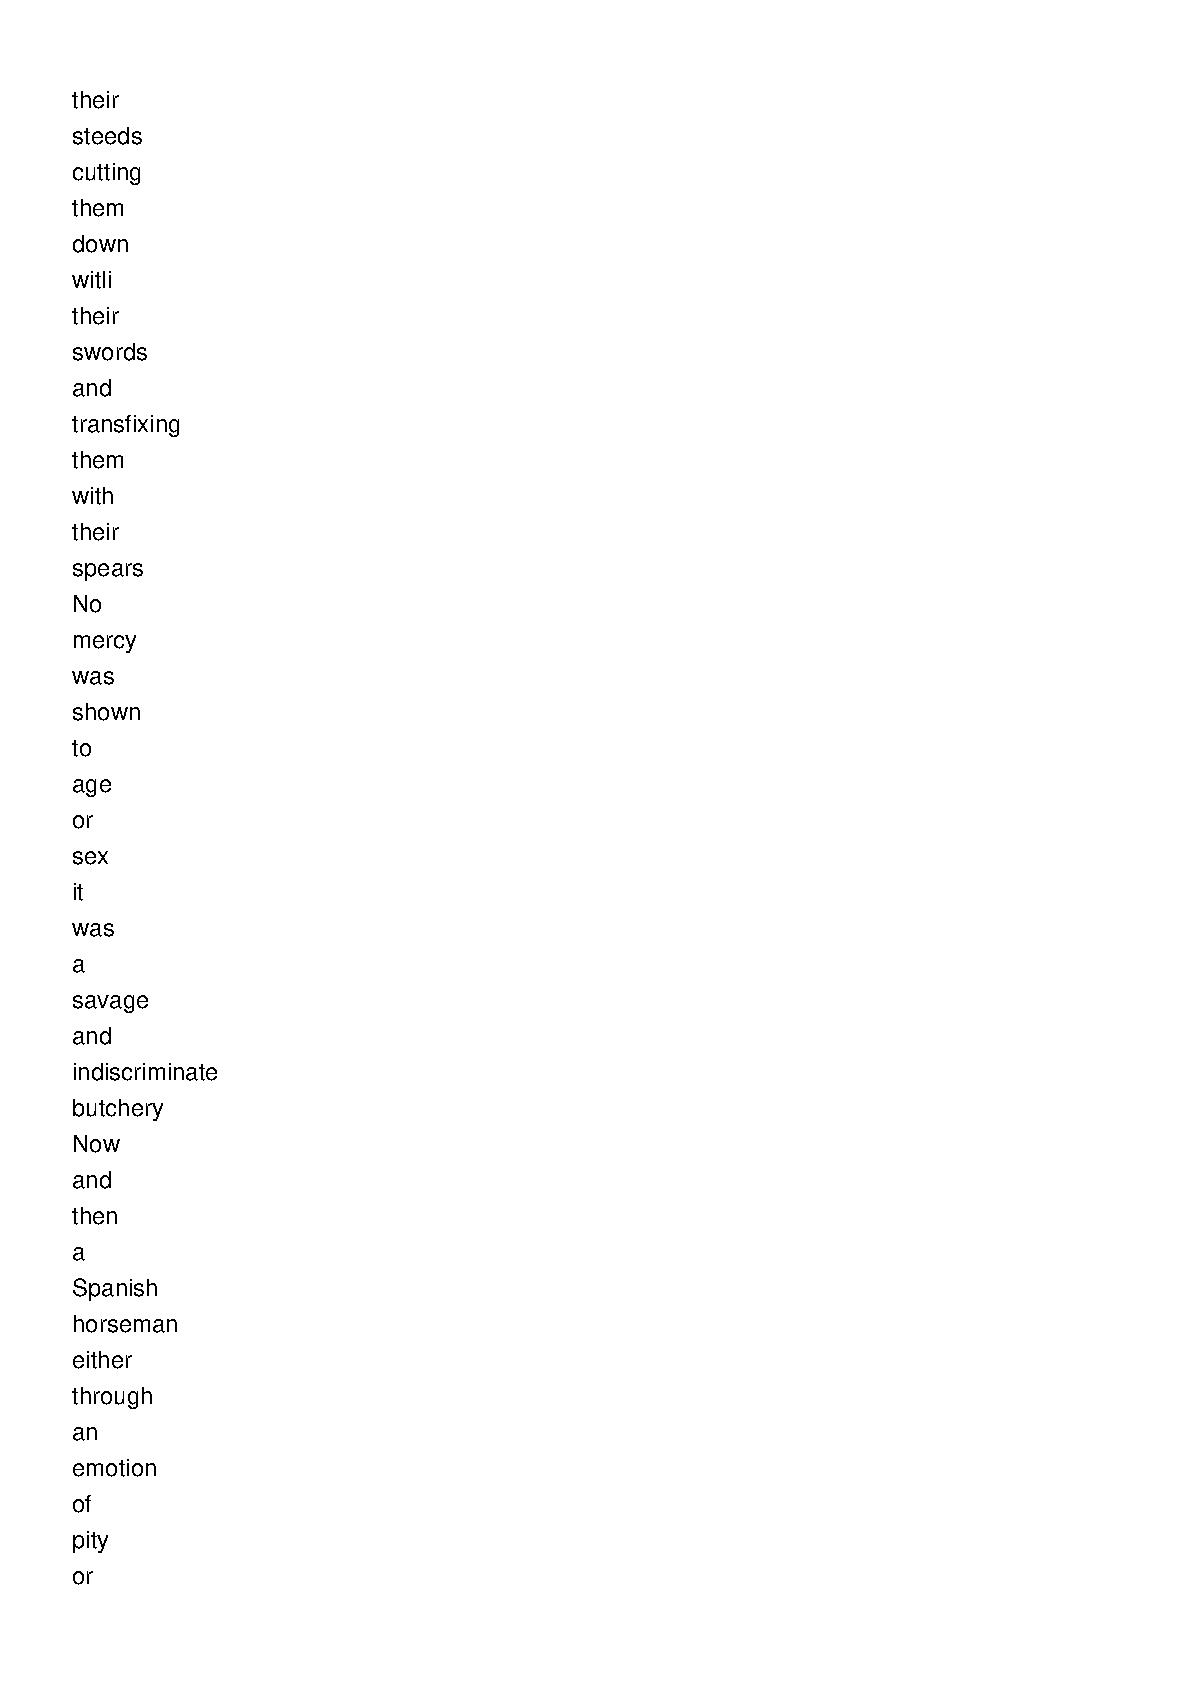 their
steeds
cutting
them
down
witli
their
swords
and
transfixing
them
with
their
spears
No
mercy
was
shown
to
age
or
sex
it
was
a
savage
and
indiscriminate
butchery
Now
and
then
a
Spanish
horseman
either
through
an
emotion
of
pity
or